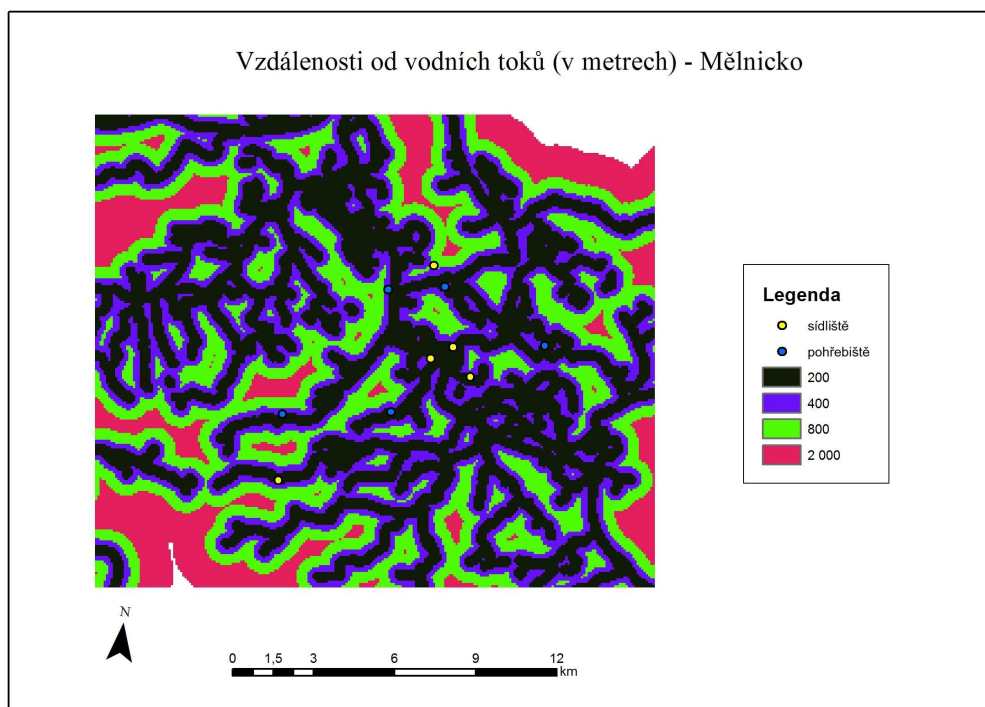 Vzdálenosti od vodních toků (v metrech) - Mělnicko
Legenda
sídliště
pohřebiště
200
400
800
2 000
N
0 1,5 3 6 9 12
km